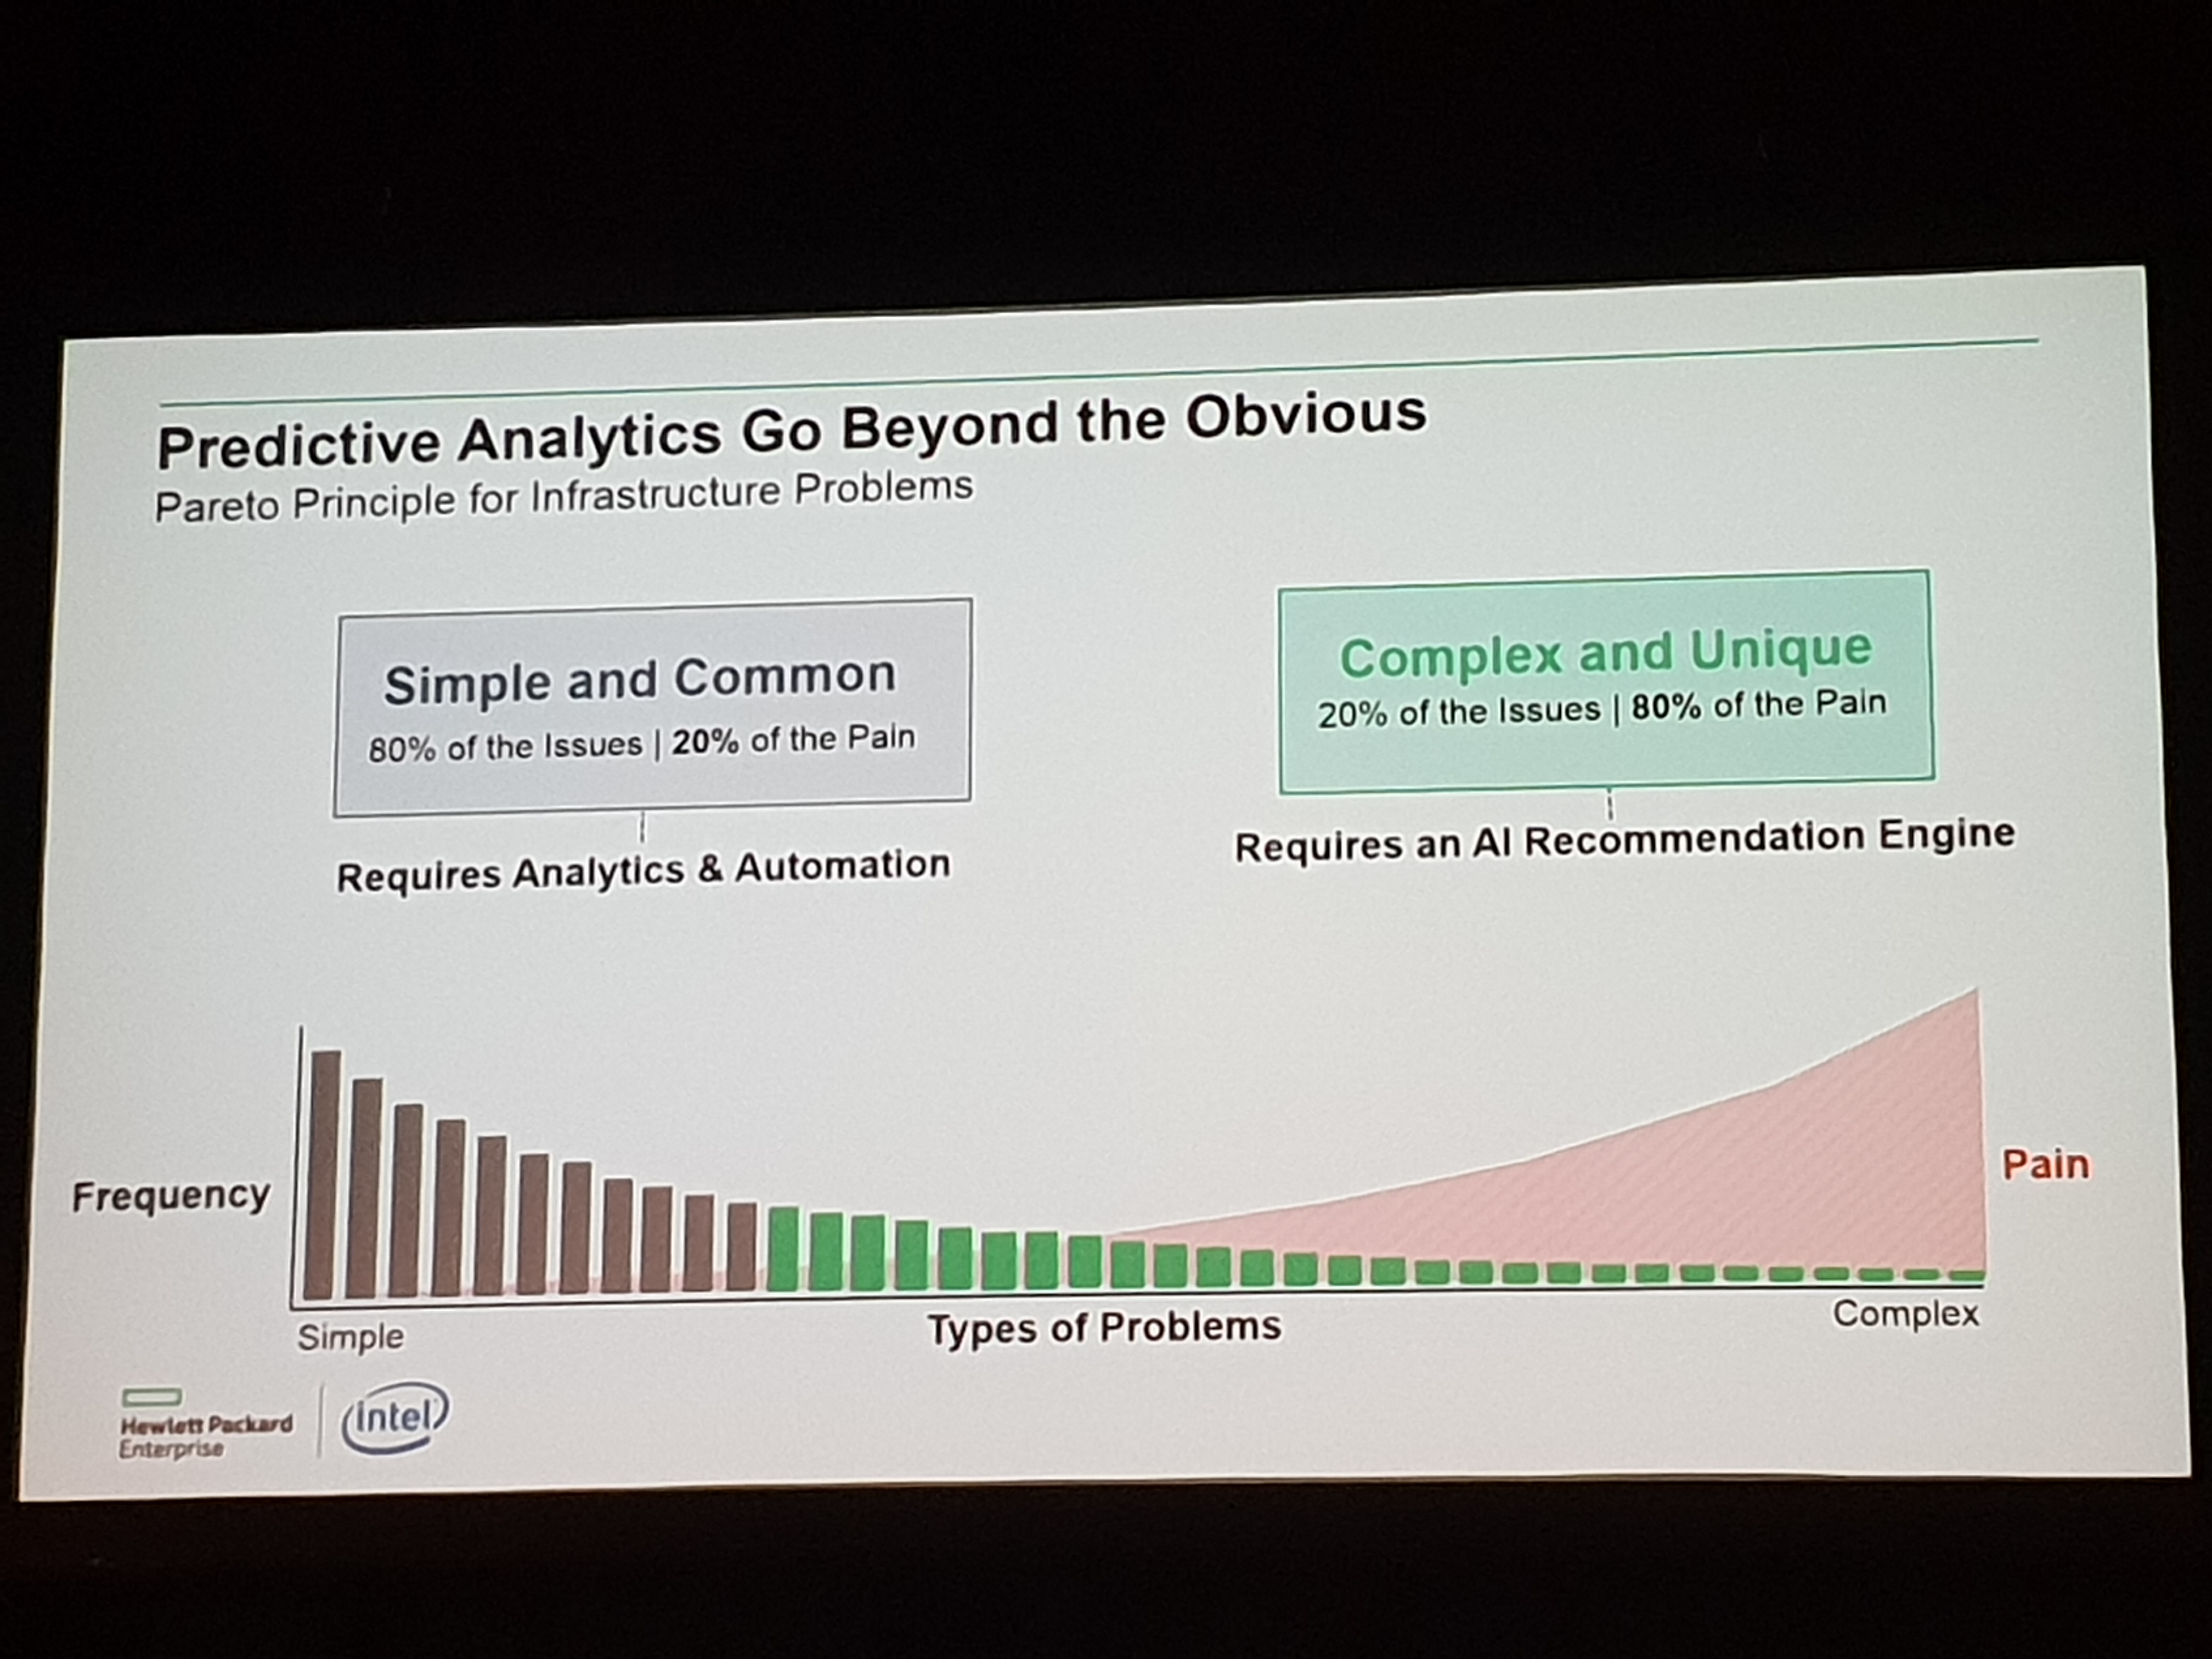 Predictive Analytics Go Beyond the Obvious
Pareto Principle for Infrastructure Problems
Simple and Common
80% of the Issues | 20% of the Pain
Requires Analytics & Automation
Complex and Unique
20% of the Issues | 80% of the Pain
Requires an AI Recommendation Engine
Frequency
Pain
Simple
Types of Problems
Complex
Hewlett Packard
Enterprise
intel